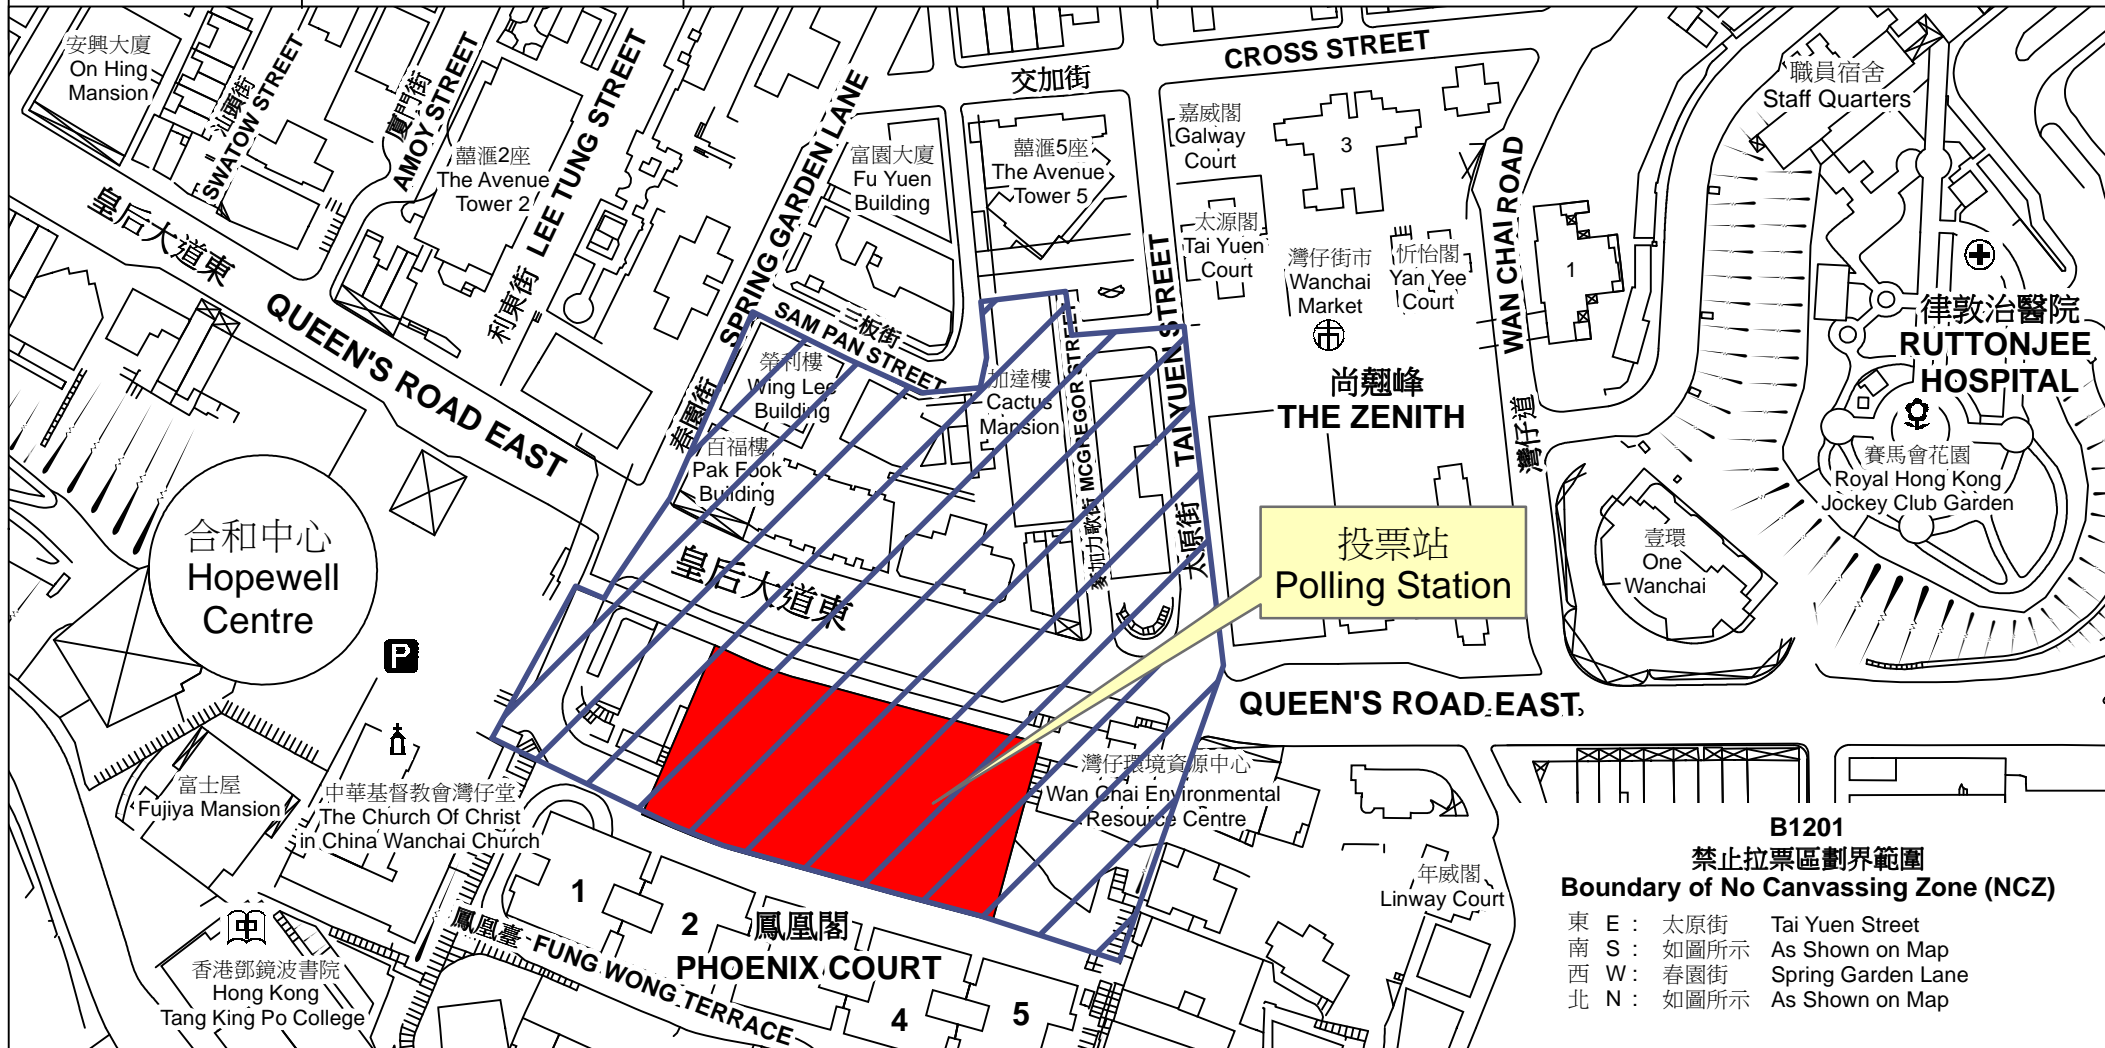 安興大廈
On Hing
Mansion
汕頭街
SWATOW STREET
廈門街
AMOY STREET
囍滙2座
The Avenue
Tower 2
利東街 LEE TUNG STREET
SPRING GARDEN LANE
春園街
富園大廈
Fu Yuen
Building
交加街
CROSS STREET
囍滙5座
The Avenue
Tower 5
嘉威閣
Galway
Court
3
太源閣
Tai Yuen
Court
灣仔街市
Wanchai
Market
忻怡閣
Yan Yee
Court
WAN CHAI ROAD
灣仔道
1
職員宿舍
Staff Quarters
律敦治醫院
RUTTONJEE
HOSPITAL
賽馬會花園
Royal Hong Kong
Jockey Club Garden
皇后大道東
QUEEN'S ROAD EAST
三板街
SAM PAN STREET
榮利樓
Wing Lee
Building
百福樓
Pak Fook
Building
加達樓
Cactus
Mansion
麥加力歌街 MCGREGOR STREET
太原街 TAI YUEN STREET
尚翹峰
THE ZENITH
壹環
One
Wanchai
合和中心
Hopewell
Centre
P
皇后大道東
投票站
Polling Station
QUEEN'S ROAD EAST
富士屋
Fujiya Mansion
中華基督教會灣仔堂
The Church Of Christ
in China Wanchai Church
灣仔環境資源中心
Wan Chai Environmental
Resource Centre
年威閣
Linway Court
香港鄧鏡波書院
Hong Kong
Tang King Po College
鳳凰臺 FUNG WONG TERRACE
1
2
鳳凰閣
PHOENIX COURT
4
5
B1201
禁止拉票區劃界範圍
Boundary of No Canvassing Zone (NCZ)
東 E : 太原街 Tai Yuen Street
南 S : 如圖所示 As Shown on Map
西 W : 春園街 Spring Garden Lane
北 N : 如圖所示 As Shown on Map